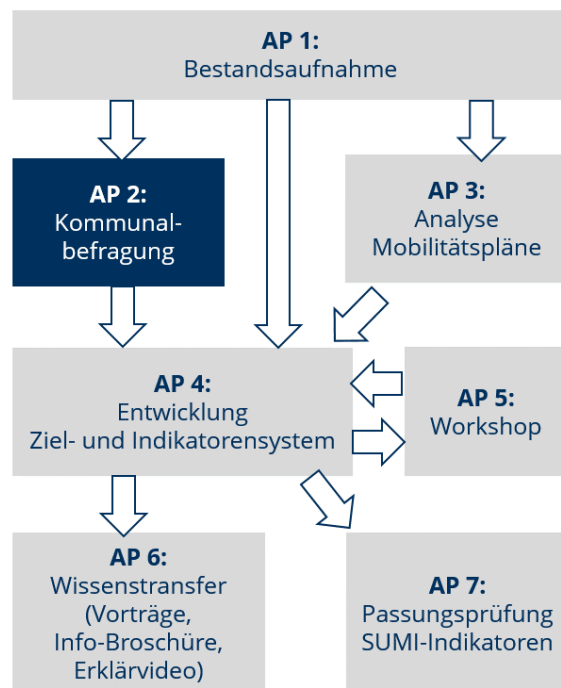 AP 1:
Bestandsaufnahme
AP 2:
Kommunal-
befragung
AP 3:
Analyse
Mobilitätspläne
AP 4:
Entwicklung
Ziel- und Indikatorensystem
AP 5:
Workshop
AP 6:
Wissenstransfer
(Vorträge,
Info-Broschüre,
Erklärvideo)
AP 7:
Passungsprüfung
SUMI-Indikatoren